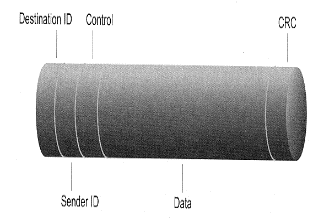 Destination ID Control CRC
Sender ID Data